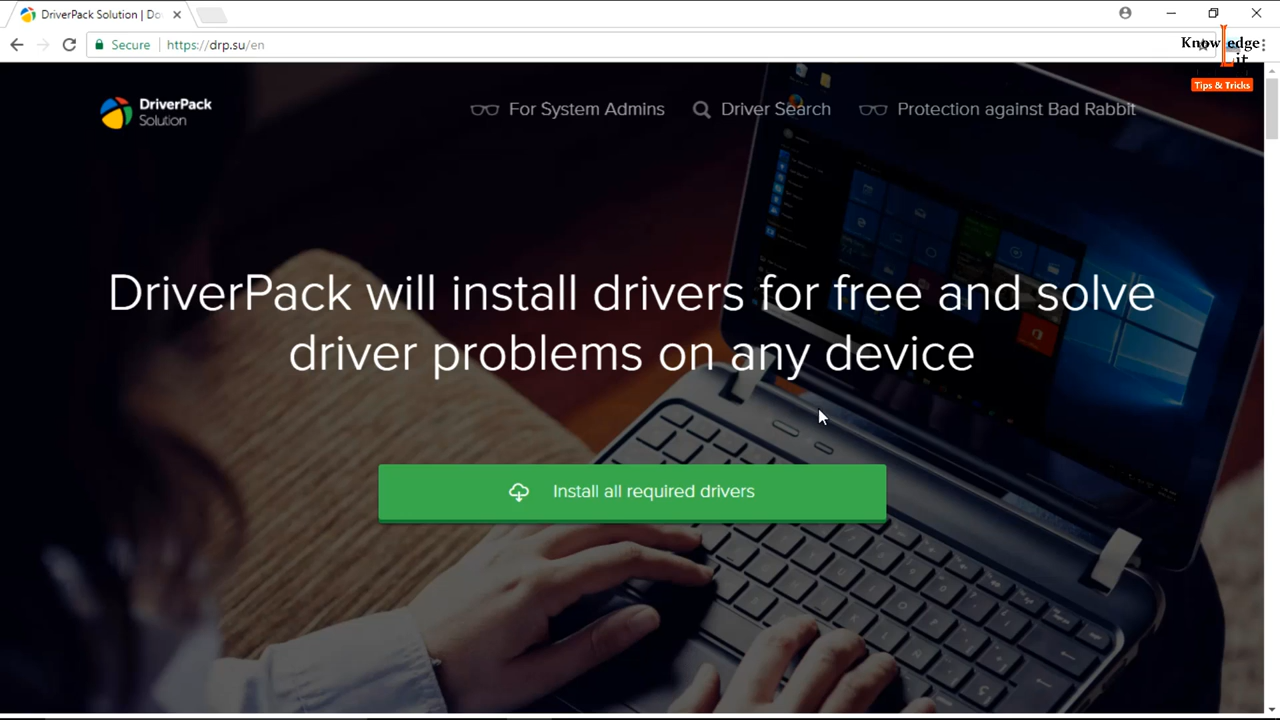 DriverPack Solution | Do
Secure
https://drp.su/en
Knowledge
Lit
Tips & Tricks
DriverPack
Solution
For System Admins
Driver Search
Protection against Bad Rabbit
DriverPack will install drivers for free and solve
driver problems on any device
Install all required drivers